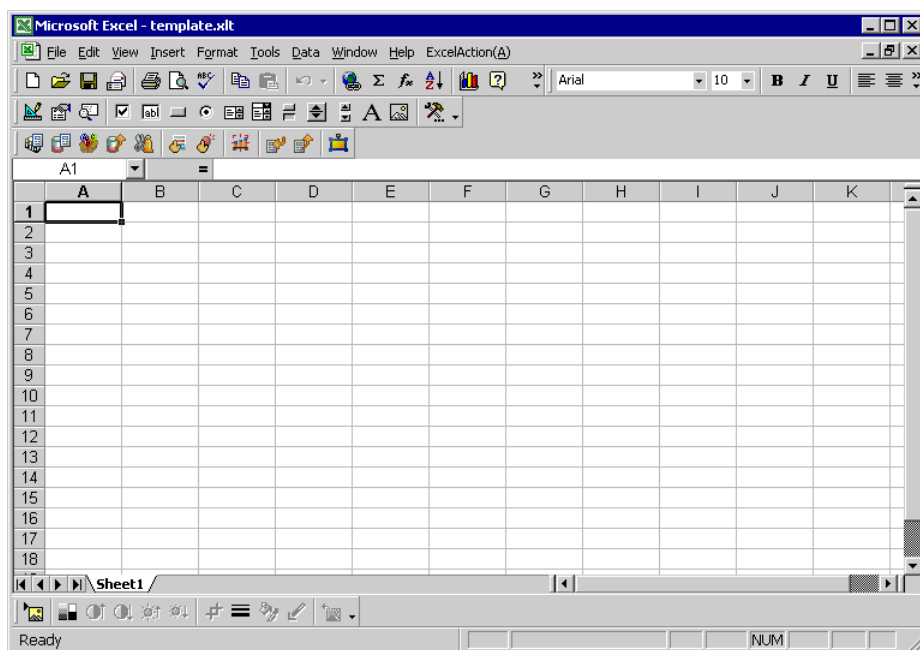 Microsoft Excel - template.xlt
File Edit View Insert Format Tools Data Window Help ExcelAction(A)
Arial 10 B I U
abl A
A1 =
A B C D E F G H I J K
1
2
3
4
5
6
7
8
9
10
11
12
13
14
15
16
17
18
Sheet1
Ready NUM